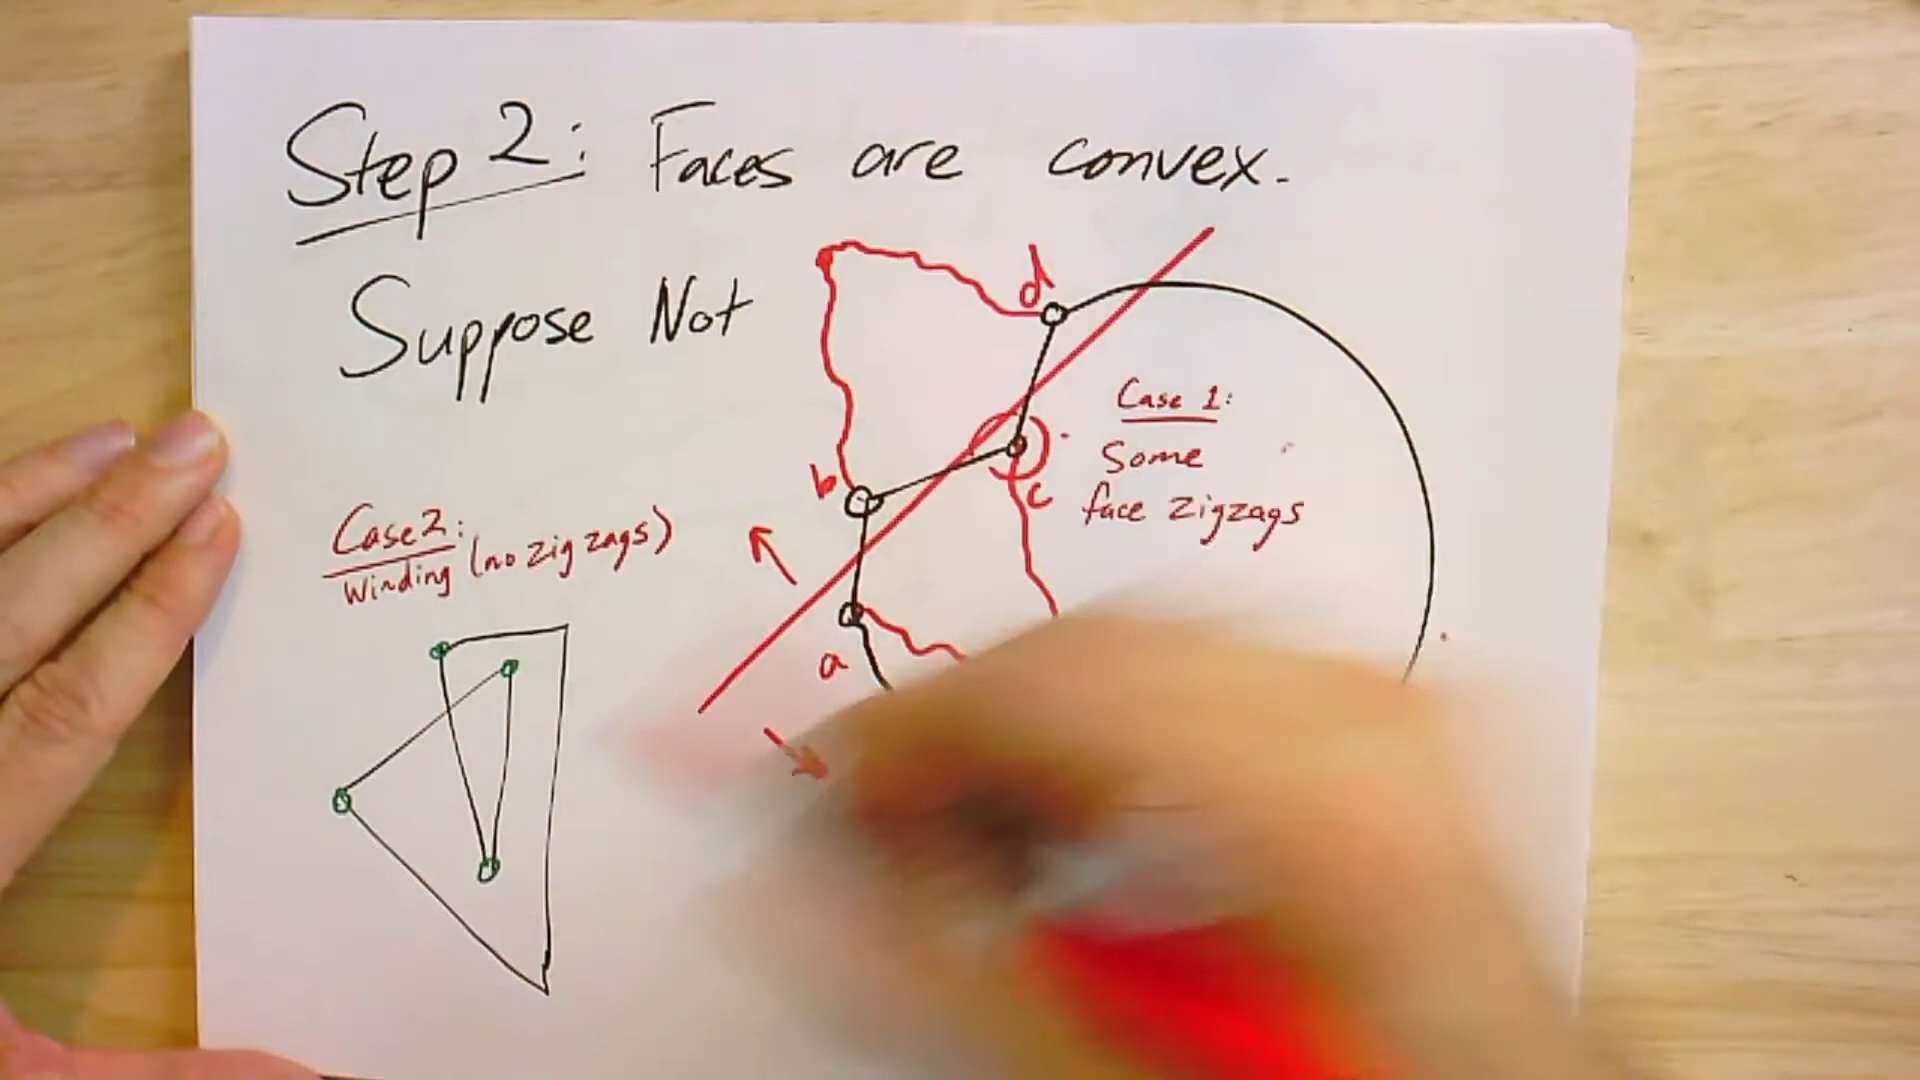 Step 2: Faces are convex.
Suppose Not
d
Case 1:
Some
face zigzags
b
c
Case 2:
(no zigzags)
Winding
a